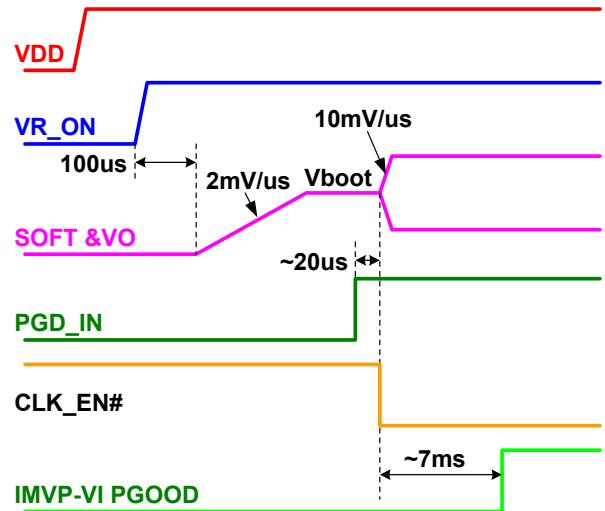 VDD
10mV/us
VR_ON
100us
2mV/us
Vboot
SOFT &VO
~20us
PGD_IN
CLK_EN#
~7ms
IMVP-VI PGOOD